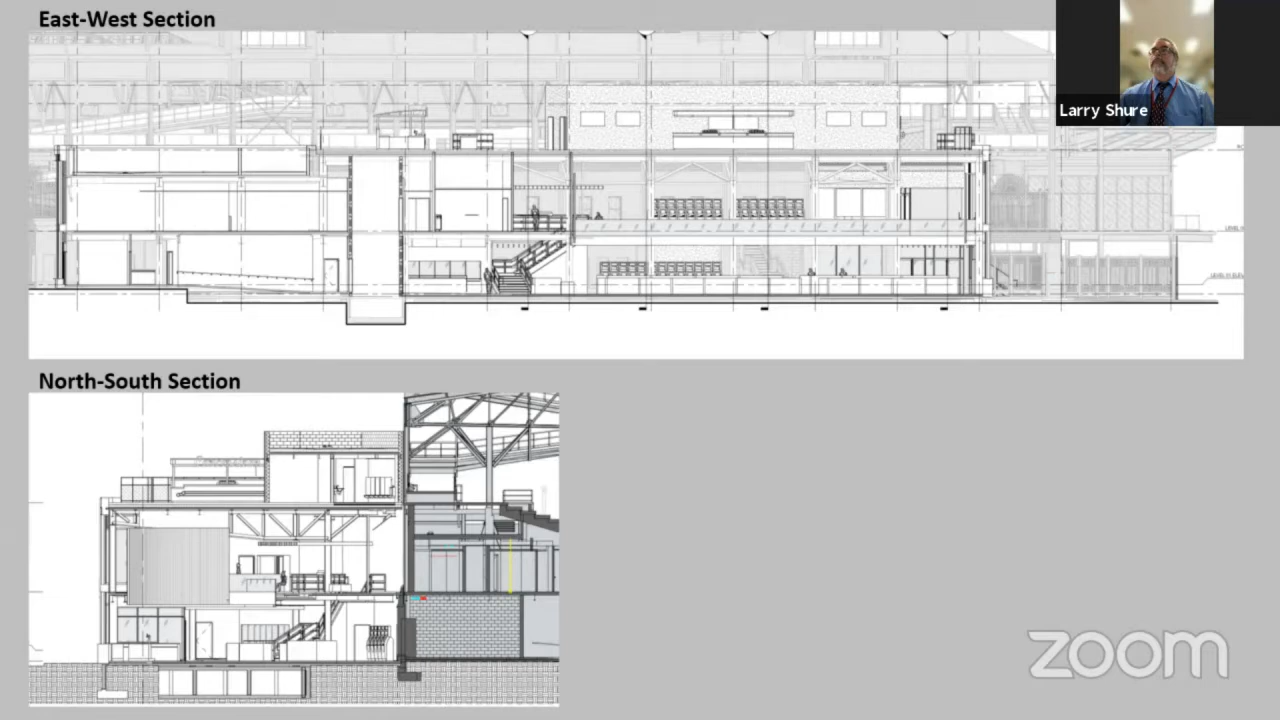 East-West Section
Larry Shure
North-South Section
zoom